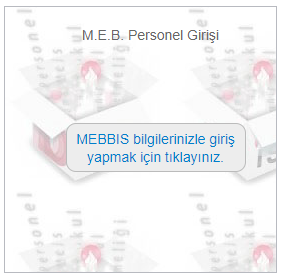 M.E.B. Personel Girişi
MEBBIS bilgilerinizle giriş
yapmak için tıklayınız.